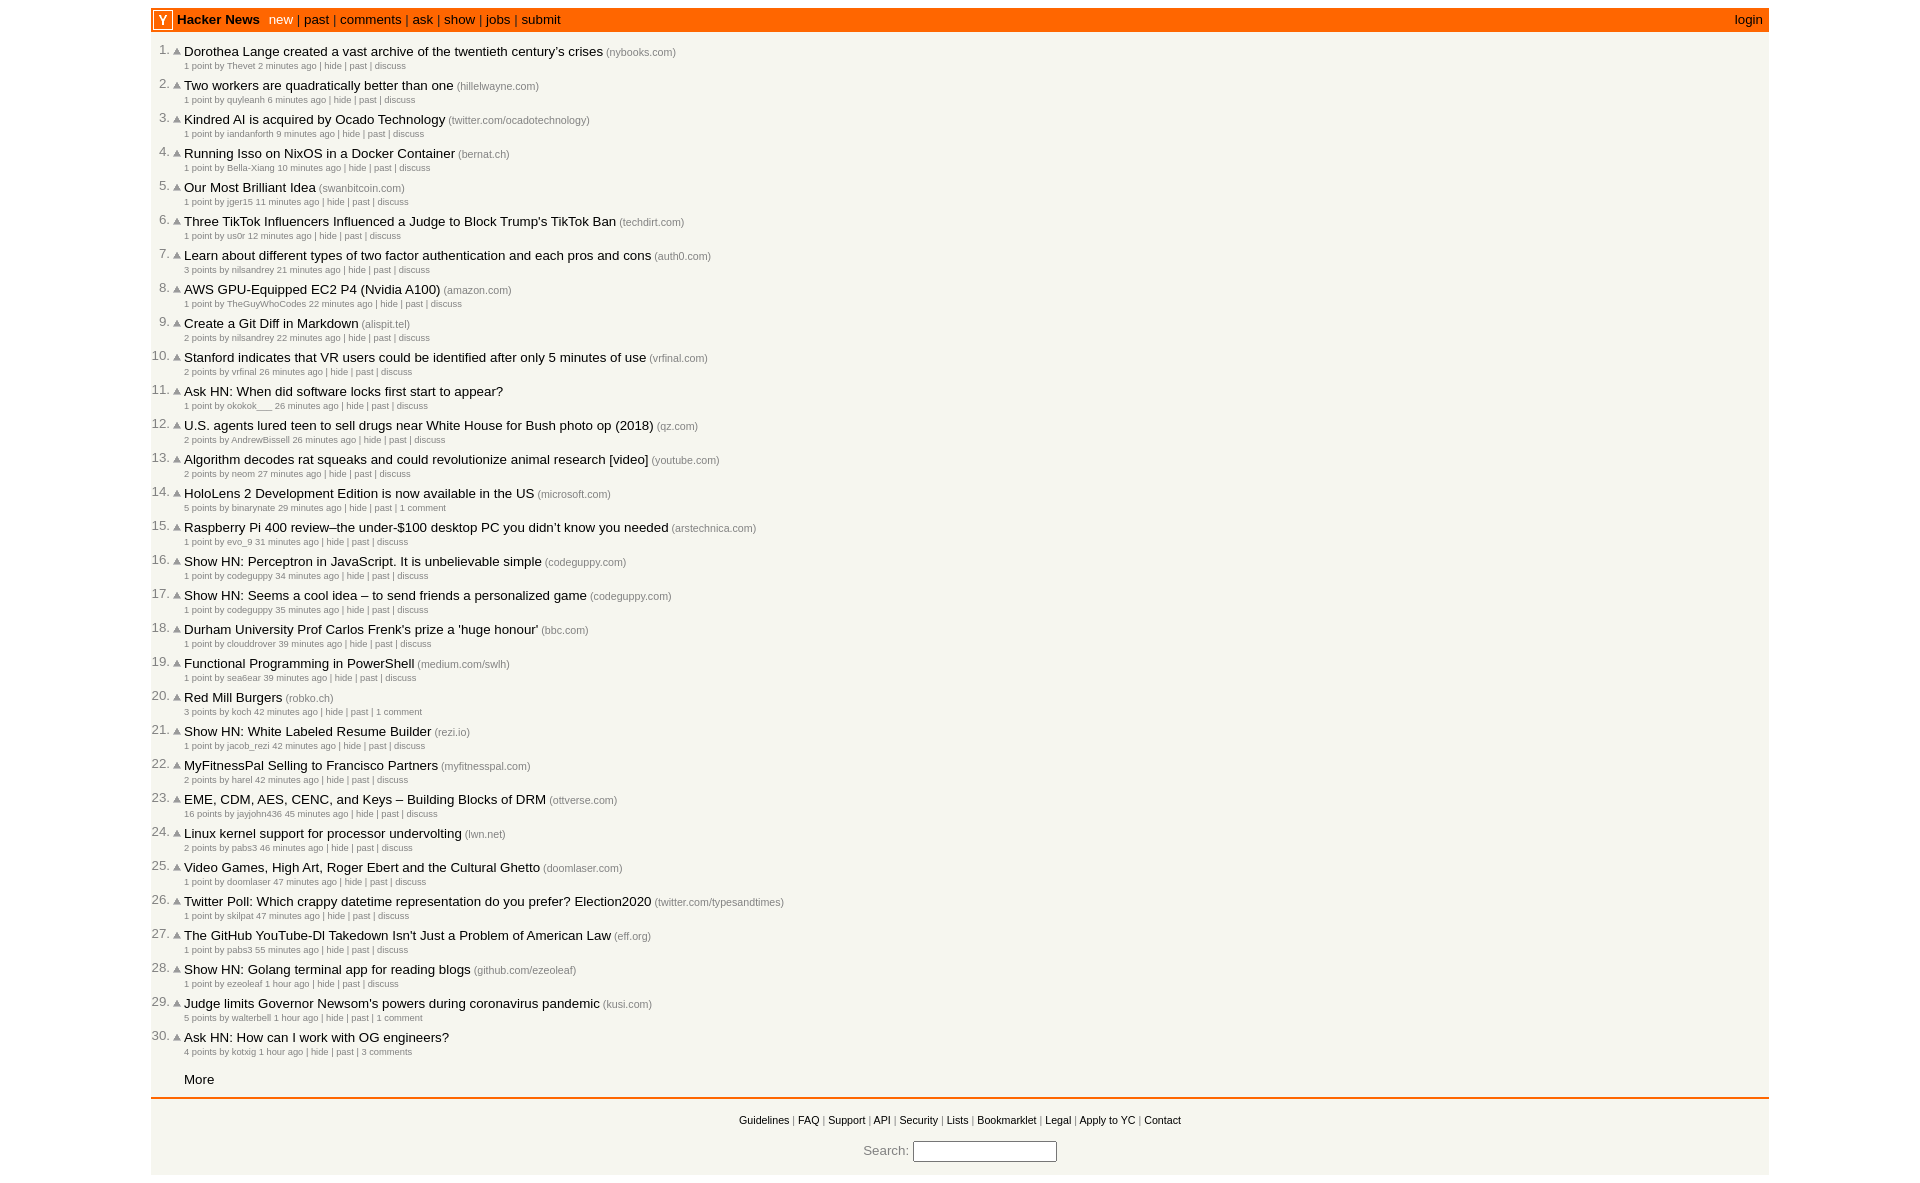 Y Hacker News new | past | comments | ask | show | jobs | submit login
1. Dorothea Lange created a vast archive of the twentieth century’s crises (nybooks.com)
1 point by Thevet 2 minutes ago | hide | past | discuss
2. Two workers are quadratically better than one (hillelwayne.com)
1 point by quyleanh 6 minutes ago | hide | past | discuss
3. Kindred AI is acquired by Ocado Technology (twitter.com/ocadotechnology)
1 point by iandanforth 9 minutes ago | hide | past | discuss
4. Running Isso on NixOS in a Docker Container (bernat.ch)
1 point by Bella-Xiang 10 minutes ago | hide | past | discuss
5. Our Most Brilliant Idea (swanbitcoin.com)
1 point by jger15 11 minutes ago | hide | past | discuss
6. Three TikTok Influencers Influenced a Judge to Block Trump's TikTok Ban (techdirt.com)
1 point by us0r 12 minutes ago | hide | past | discuss
7. Learn about different types of two factor authentication and each pros and cons (auth0.com)
3 points by nilsandrey 21 minutes ago | hide | past | discuss
8. AWS GPU-Equipped EC2 P4 (Nvidia A100) (amazon.com)
1 point by TheGuyWhoCodes 22 minutes ago | hide | past | discuss
9. Create a Git Diff in Markdown (alispit.tel)
2 points by nilsandrey 22 minutes ago | hide | past | discuss
10. Stanford indicates that VR users could be identified after only 5 minutes of use (vrfinal.com)
2 points by vrfinal 26 minutes ago | hide | past | discuss
11. Ask HN: When did software locks first start to appear?
1 point by okokok___ 26 minutes ago | hide | past | discuss
12. U.S. agents lured teen to sell drugs near White House for Bush photo op (2018) (qz.com)
2 points by AndrewBissell 26 minutes ago | hide | past | discuss
13. Algorithm decodes rat squeaks and could revolutionize animal research [video] (youtube.com)
2 points by neom 27 minutes ago | hide | past | discuss
14. HoloLens 2 Development Edition is now available in the US (microsoft.com)
5 points by binarynate 29 minutes ago | hide | past | 1 comment
15. Raspberry Pi 400 review–the under-$100 desktop PC you didn’t know you needed (arstechnica.com)
1 point by evo_9 31 minutes ago | hide | past | discuss
16. Show HN: Perceptron in JavaScript. It is unbelievable simple (codeguppy.com)
1 point by codeguppy 34 minutes ago | hide | past | discuss
17. Show HN: Seems a cool idea – to send friends a personalized game (codeguppy.com)
1 point by codeguppy 35 minutes ago | hide | past | discuss
18. Durham University Prof Carlos Frenk's prize a 'huge honour' (bbc.com)
1 point by clouddrover 39 minutes ago | hide | past | discuss
19. Functional Programming in PowerShell (medium.com/swlh)
1 point by sea6ear 39 minutes ago | hide | past | discuss
20. Red Mill Burgers (robko.ch)
3 points by koch 42 minutes ago | hide | past | 1 comment
21. Show HN: White Labeled Resume Builder (rezi.io)
1 point by jacob_rezi 42 minutes ago | hide | past | discuss
22. MyFitnessPal Selling to Francisco Partners (myfitnesspal.com)
2 points by harel 42 minutes ago | hide | past | discuss
23. EME, CDM, AES, CENC, and Keys – Building Blocks of DRM (ottverse.com)
16 points by jayjohn436 45 minutes ago | hide | past | discuss
24. Linux kernel support for processor undervolting (lwn.net)
2 points by pabs3 46 minutes ago | hide | past | discuss
25. Video Games, High Art, Roger Ebert and the Cultural Ghetto (doomlaser.com)
1 point by doomlaser 47 minutes ago | hide | past | discuss
26. Twitter Poll: Which crappy datetime representation do you prefer? Election2020 (twitter.com/typesandtimes)
1 point by skilpat 47 minutes ago | hide | past | discuss
27. The GitHub YouTube-Dl Takedown Isn't Just a Problem of American Law (eff.org)
1 point by pabs3 55 minutes ago | hide | past | discuss
28. Show HN: Golang terminal app for reading blogs (github.com/ezeoleaf)
1 point by ezeoleaf 1 hour ago | hide | past | discuss
29. Judge limits Governor Newsom's powers during coronavirus pandemic (kusi.com)
5 points by walterbell 1 hour ago | hide | past | 1 comment
30. Ask HN: How can I work with OG engineers?
4 points by kotxig 1 hour ago | hide | past | 3 comments
More
Guidelines | FAQ | Support | API | Security | Lists | Bookmarklet | Legal | Apply to YC | Contact
Search: